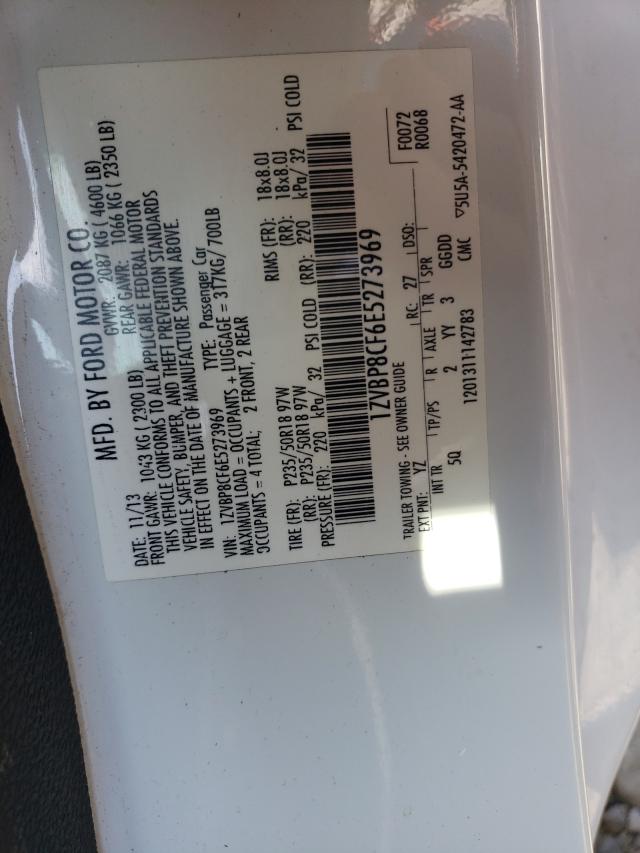 MFD. BY FORD MOTOR CO.
DATE: 11/13 GVWR: 2087 KG ( 4600 LB)
FRONT GAWR: 1043 KG ( 2300 LB) REAR GAWR: 1066 KG ( 2350 LB)
THIS VEHICLE CONFORMS TO ALL APPLICABLE FEDERAL MOTOR
VEHICLE SAFETY, BUMPER, AND THEFT PREVENTION STANDARDS
IN EFFECT ON THE DATE OF MANUFACTURE SHOWN ABOVE.
VIN: 1ZVBP8CF6E5273969 TYPE: Passenger Car
MAXIMUM LOAD = OCCUPANTS + LUGGAGE = 317KG/ 700LB
OCCUPANTS = 4 TOTAL; 2 FRONT, 2 REAR
TIRE (FR): P235/50R18 97W RIMS (FR): 18x8.0J
(RR): P235/50R18 97W (RR): 18x8.0J
PRESSURE (FR): 220 kPa/ 32 PSI COLD (RR): 220 kPa/ 32 PSI COLD
1ZVBP8CF6E5273969
TRAILER TOWING - SEE OWNER GUIDE F0072
EXT PNT: YZ RC: 27 DSO: R0068
INT TR TP/PS R AXLE TR SPR
5Q 2 YY 3 GGDD
1201311142783 CMC ▽5U5A-5420472-AA